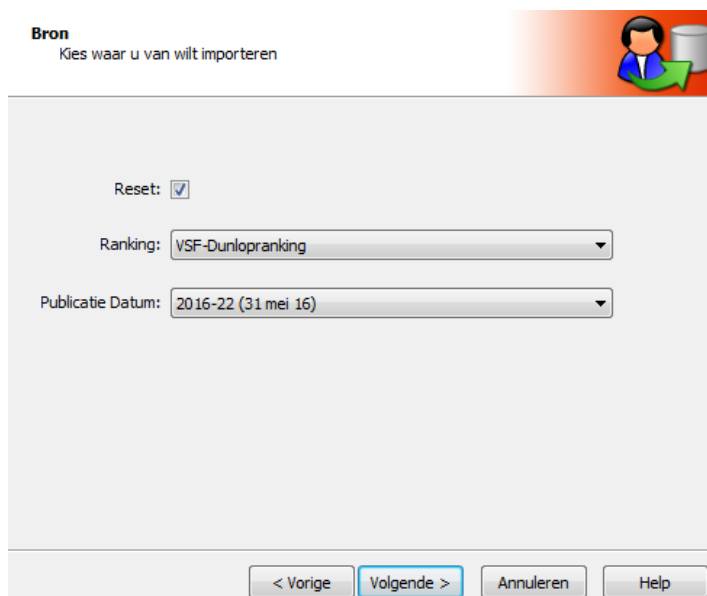 Bron
Kies waar u van wilt importeren
Reset:
Ranking: VSF-Dunlopranking
Publicatie Datum: 2016-22 (31 mei 16)
< Vorige Volgende > Annuleren Help